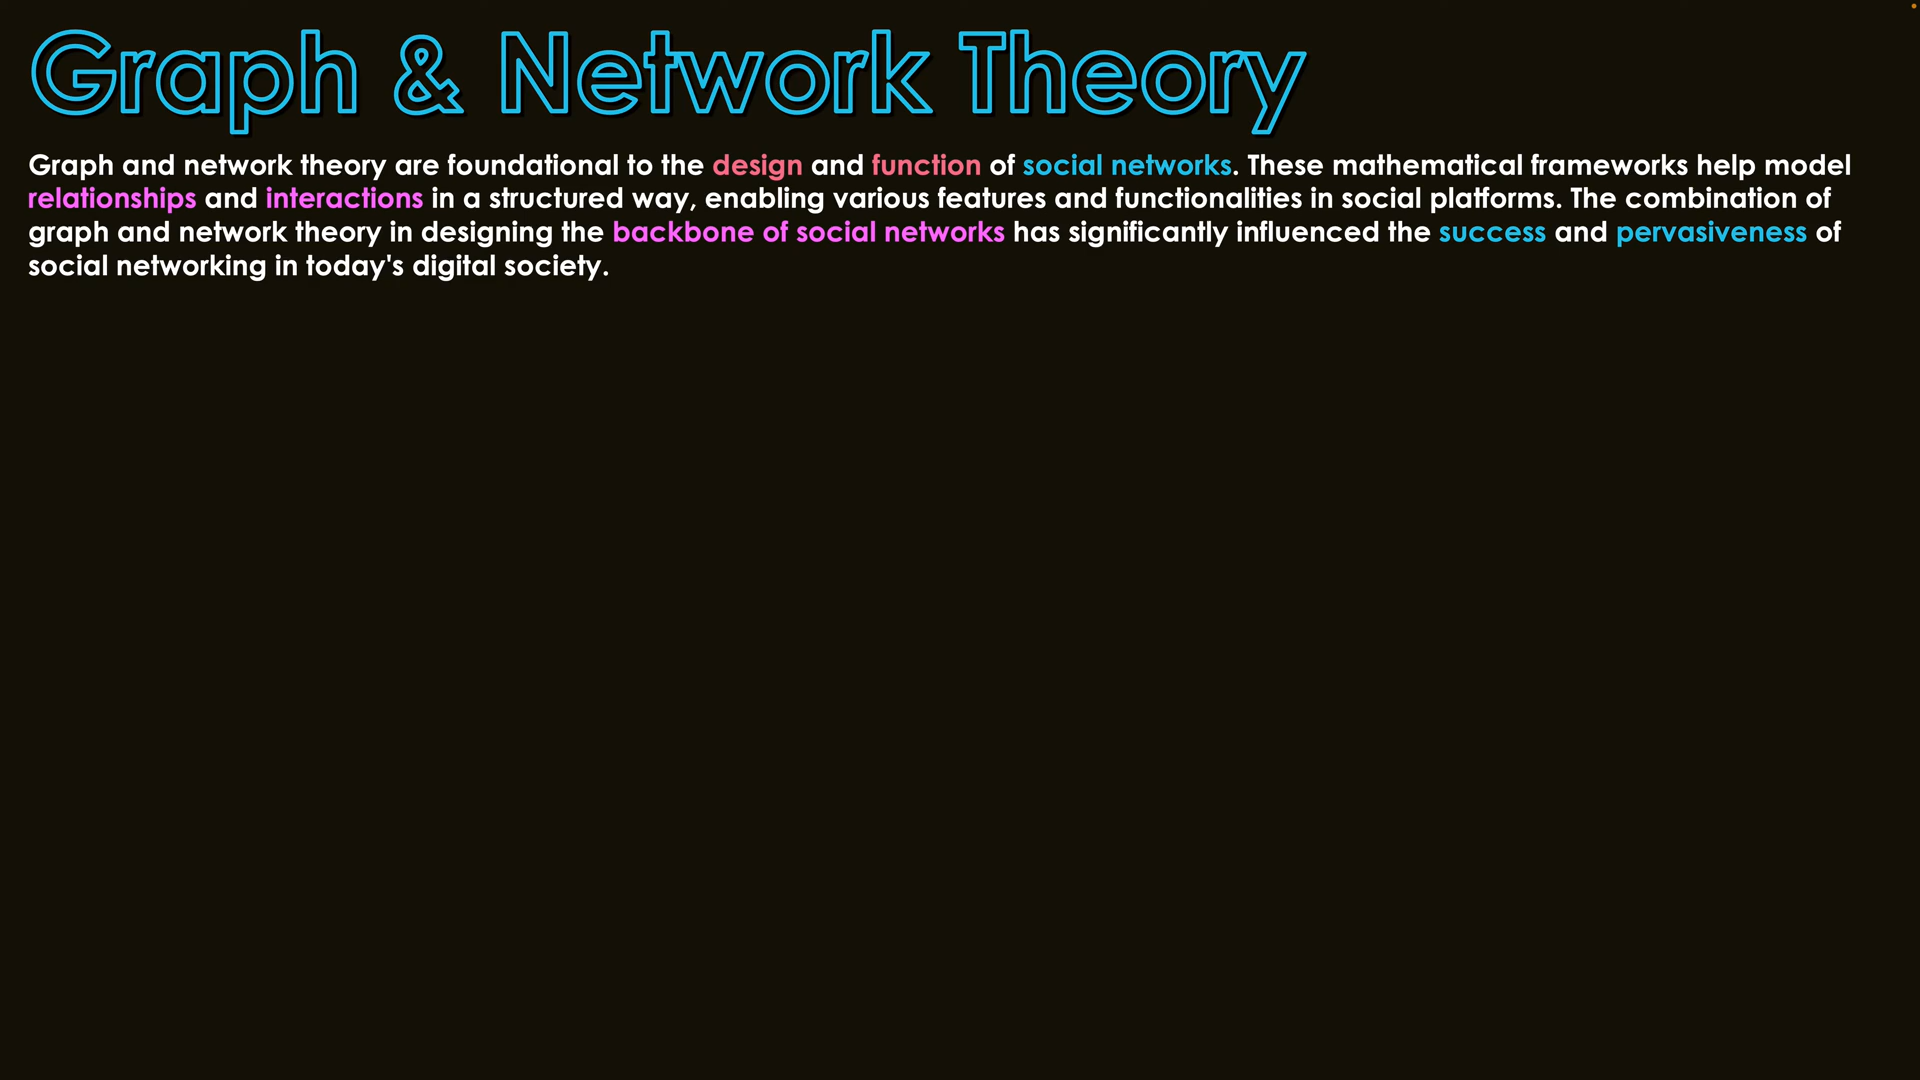 Graph & Network Theory
Graph and network theory are foundational to the design and function of social networks. These mathematical frameworks help model
relationships and interactions in a structured way, enabling various features and functionalities in social platforms. The combination of
graph and network theory in designing the backbone of social networks has significantly influenced the success and pervasiveness of
social networking in today's digital society.